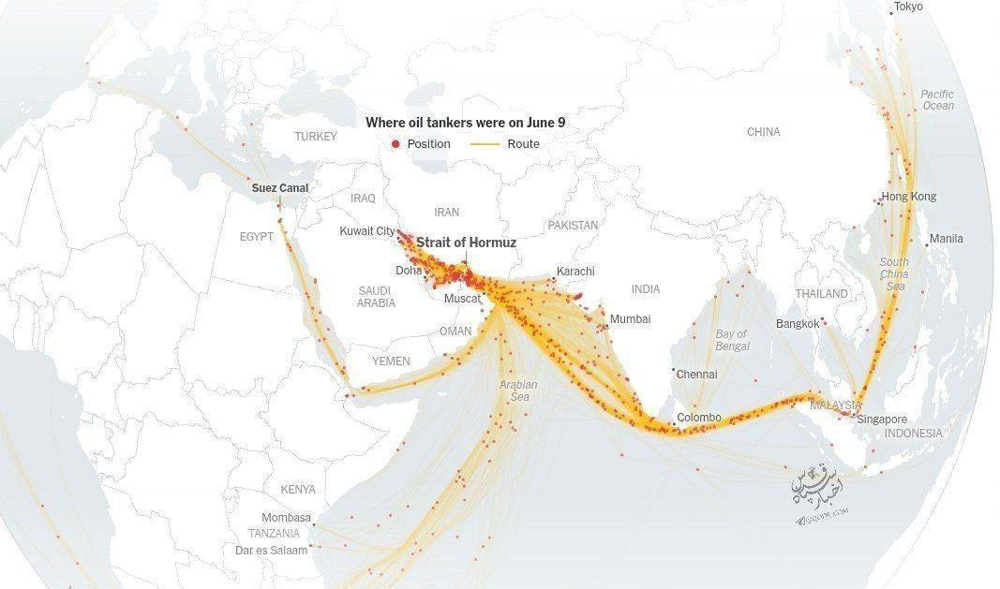 Tokyo
Pacific
Ocean
Where oil tankers were on June 9
Position
Route
TURKEY
CHINA
Suez Canal
IRAQ
IRAN
Hong Kong
EGYPT
Kuwait City
PAKISTAN
Strait of Hormuz
Manila
Doha
Karachi
South
China
Sea
SAUDI
ARABIA
INDIA
THAILAND
Muscat
Mumbai
Bangkok
OMAN
Bay of
Bengal
YEMEN
Chennai
Arabian
Sea
MALAYSIA
Colombo
Singapore
INDONESIA
KENYA
Mombasa
TANZANIA
Dar es Salaam